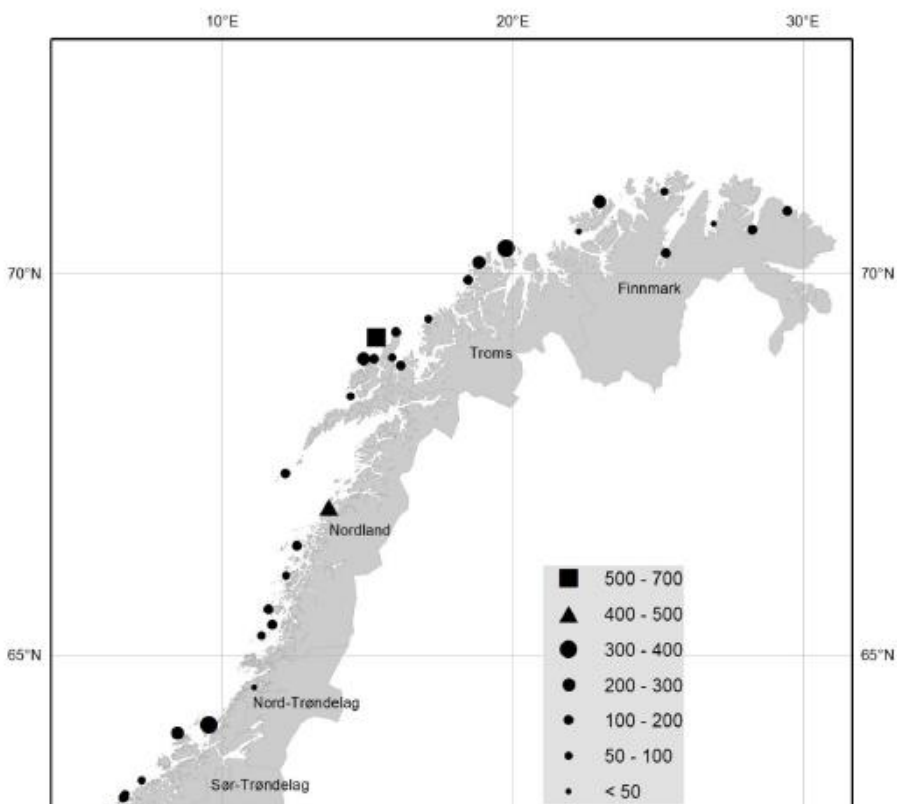 10°E 20°E 30°E
70°N 70°N
Finnmark
Troms
Nordland
500 - 700
400 - 500
300 - 400
65°N 65°N
200 - 300
Nord-Trøndelag
100 - 200
50 - 100
Sør-Trøndelag
< 50